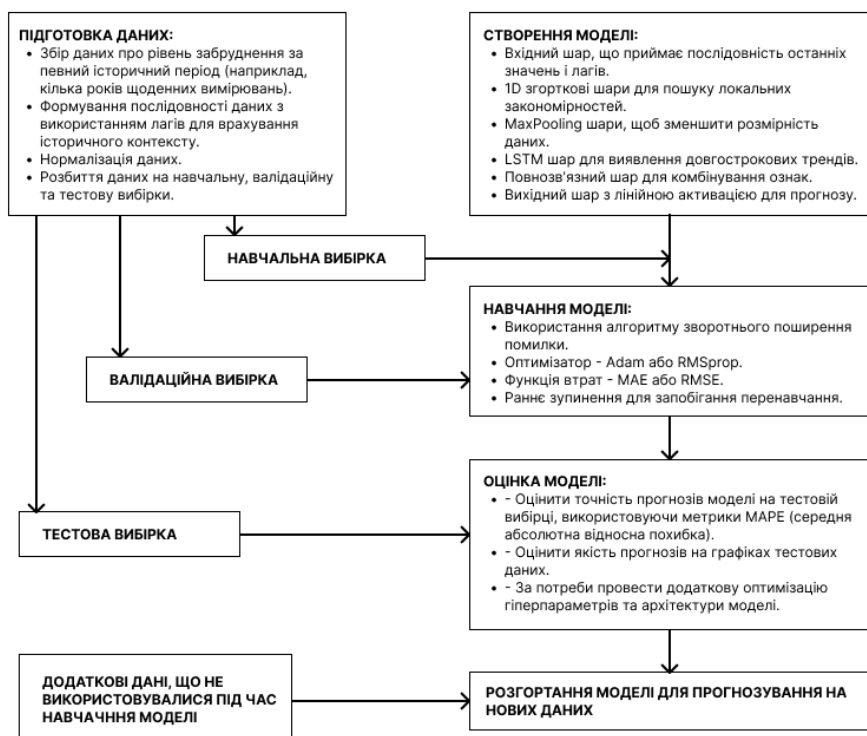 ПІДГОТОВКА ДАНИХ:
• Збір даних про рівень забруднення за
певний історичний період (наприклад,
кілька років щоденних вимірювань).
• Формування послідовності даних з
використанням лагів для врахування
історичного контексту.
• Нормалізація даних.
• Розбиття даних на навчальну, валідаційну
та тестову вибірки.
СТВОРЕННЯ МОДЕЛІ:
• Вхідний шар, що приймає послідовність останніх
значень і лагів.
• 1D згорткові шари для пошуку локальних
закономірностей.
• MaxPooling шари, щоб зменшити розмірність
даних.
• LSTM шар для виявлення довгострокових трендів.
• Повнозв'язний шар для комбінування ознак.
• Вихідний шар з лінійною активацією для прогнозу.
НАВЧАЛЬНА ВИБІРКА
НАВЧАННЯ МОДЕЛІ:
• Використання алгоритму зворотнього поширення
помилки.
• Оптимізатор - Adam або RMSprop.
• Функція втрат - MAE або RMSE.
• Раннє зупинення для запобігання перенавчання.
ВАЛІДАЦІЙНА ВИБІРКА
ОЦІНКА МОДЕЛІ:
• - Оцінити точність прогнозів моделі на тестовій
вибірці, використовуючи метрики MAPE (середня
абсолютна відносна похибка).
• - Оцінити якість прогнозів на графіках тестових
даних.
• - За потреби провести додаткову оптимізацію
гіперпараметрів та архітектури моделі.
ТЕСТОВА ВИБІРКА
ДОДАТКОВІ ДАНІ, ЩО НЕ
ВИКОРИСТОВУВАЛИСЯ ПІД ЧАС
НАВЧАЧННЯ МОДЕЛІ
РОЗГОРТАННЯ МОДЕЛІ ДЛЯ ПРОГНОЗУВАННЯ НА
НОВИХ ДАНИХ